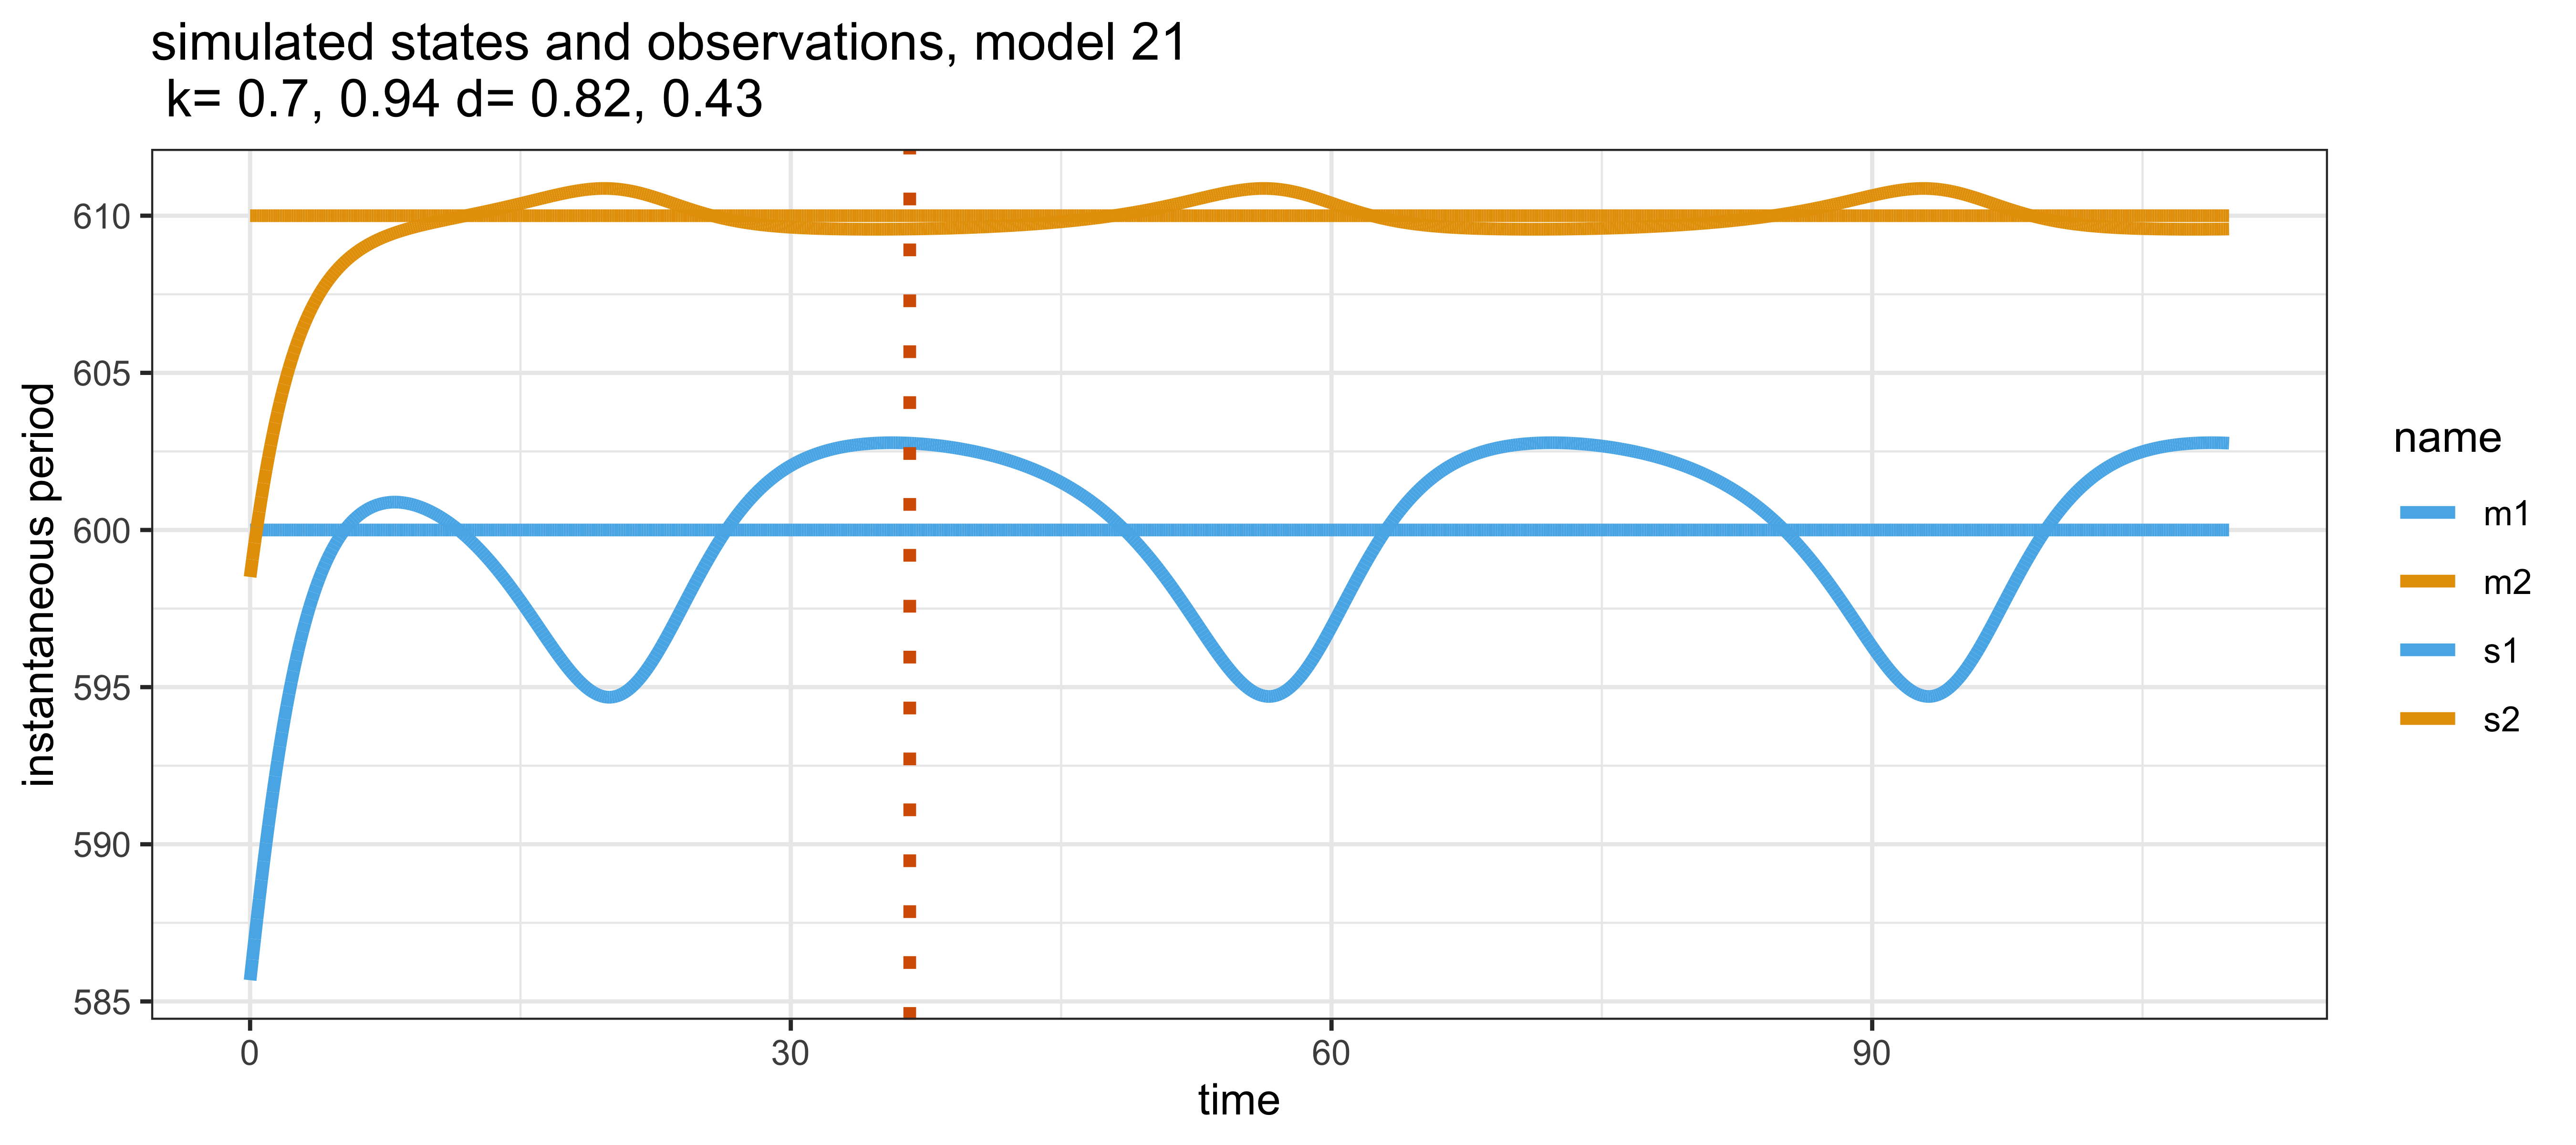 simulated states and observations, model 21
k= 0.7, 0.94 d= 0.82, 0.43
instantaneous period
610
605
600
595
590
585
0 30 60 90
time
name
m1
m2
s1
s2